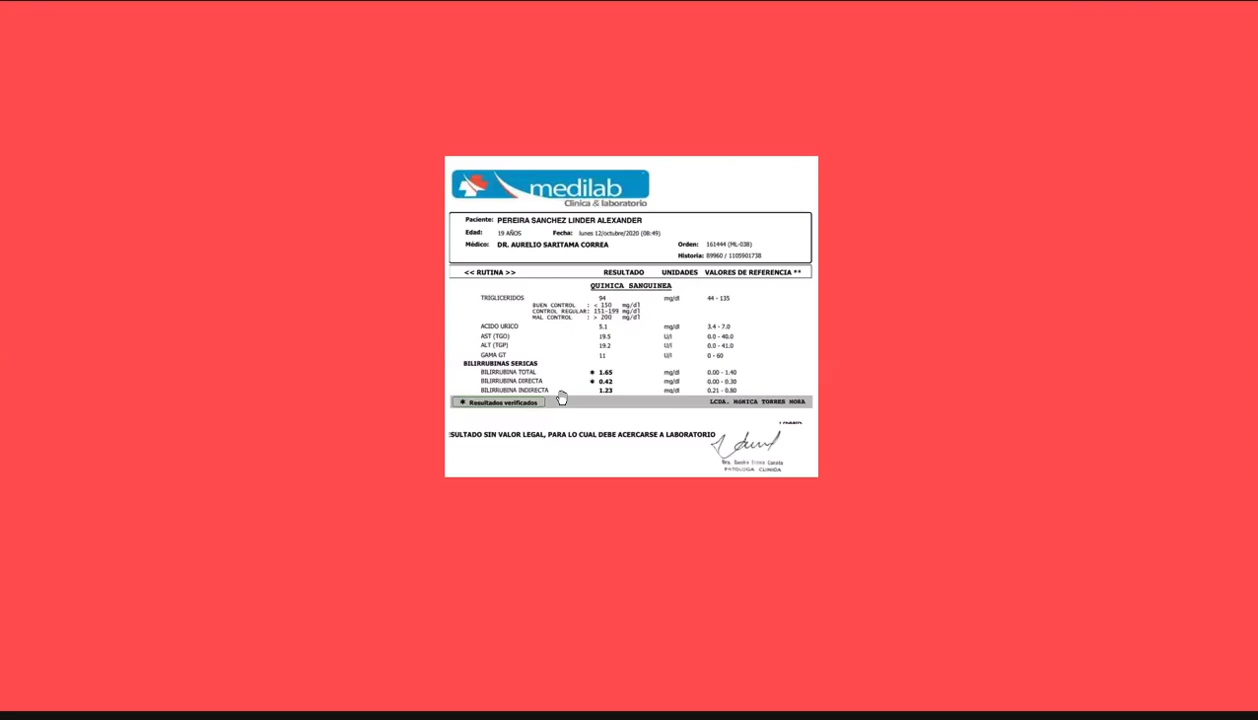 medilab
Clínica & laboratorio
Paciente: PEREIRA SANCHEZ LINDER ALEXANDER
Edad: 19 AÑOS Fecha: lunes 12/octubre/2020 (08:49)
Médico: DR. AURELIO SARITAMA CORREA Orden: 161444 (ML-038)
Historia: 89960 / 1105901738
<< RUTINA >> RESULTADO UNIDADES VALORES DE REFERENCIA **
QUIMICA SANGUINEA
TRIGLICERIDOS 94 mg/dl 44 - 135
BUEN CONTROL : < 150 mg/dl
CONTROL REGULAR: 151-199 mg/dl
MAL CONTROL : > 200 mg/dl
ACIDO URICO 5.1 mg/dl 3.4 - 7.0
AST (TGO) 19.5 U/l 0.0 - 40.0
ALT (TGP) 19.2 U/l 0.0 - 41.0
GAMA GT 11 U/l 0 - 60
BILIRRUBINAS SERICAS
BILIRRUBINA TOTAL * 1.65 mg/dl 0.00 - 1.40
BILIRRUBINA DIRECTA * 0.42 mg/dl 0.00 - 0.30
BILIRRUBINA INDIRECTA 1.23 mg/dl 0.21 - 0.80
* Resultados verificados LCDA. MONICA TORRES MORA
ESULTADO SIN VALOR LEGAL, PARA LO CUAL DEBE ACERCARSE A LABORATORIO
Dra. Sandra Freire
PATOLOGA CLINICA